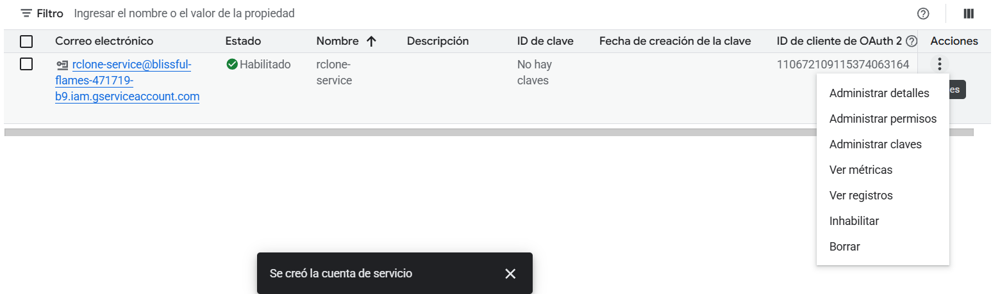 Filtro Ingresar el nombre o el valor de la propiedad
Correo electrónico Estado Nombre Descripción ID de clave Fecha de creación de la clave ID de cliente de OAuth 2 Acciones
rclone-service@blissful- Habilitado rclone- No hay 110672109115374063164
flames-471719- service claves
b9.iam.gserviceaccount.com
es
Administrar detalles
Administrar permisos
Administrar claves
Ver métricas
Ver registros
Inhabilitar
Borrar
Se creó la cuenta de servicio